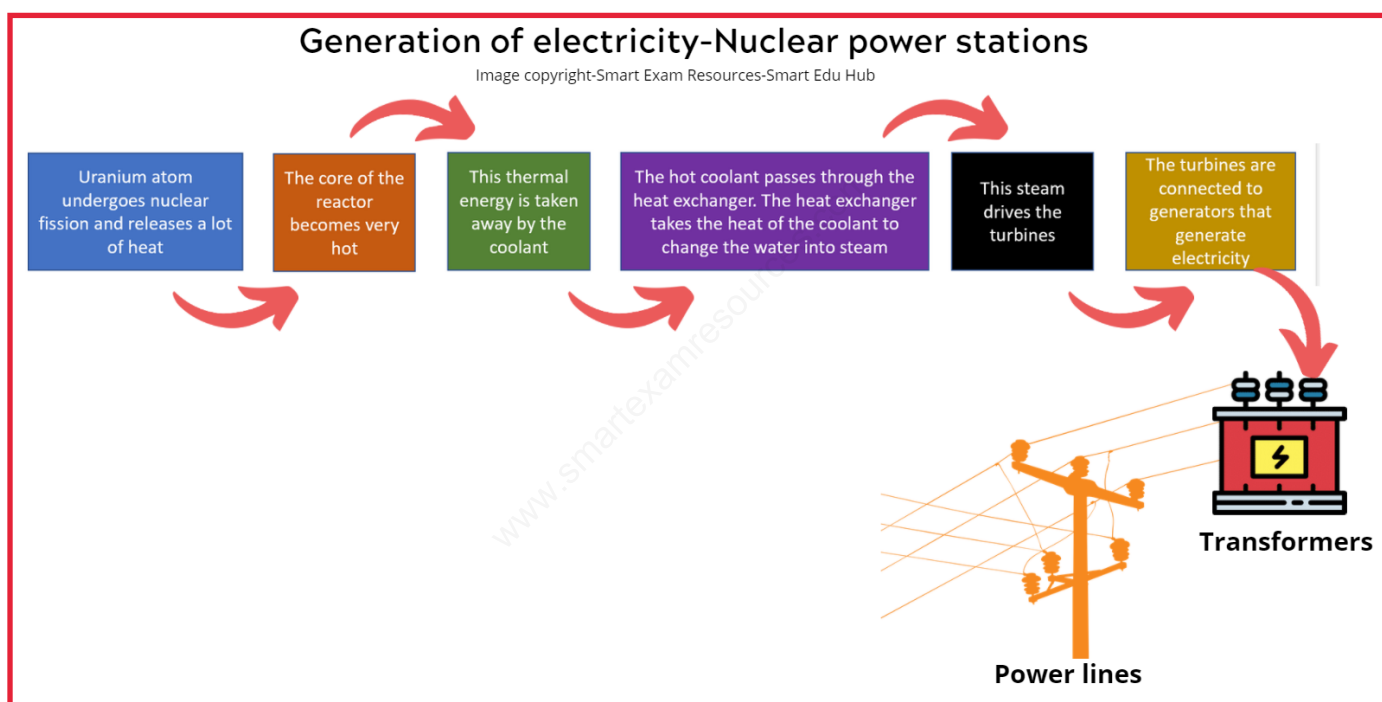 Generation of electricity-Nuclear power stations
Image copyright-Smart Exam Resources-Smart Edu Hub
Uranium atom
undergoes nuclear
fission and releases a lot
of heat
The core of the
reactor
becomes very
hot
This thermal
energy is taken
away by the
coolant
The hot coolant passes through the
heat exchanger. The heat exchanger
takes the heat of the coolant to
change the water into steam
This steam
drives the
turbines
The turbines are
connected to
generators that
generate
electricity
Transformers
Power lines